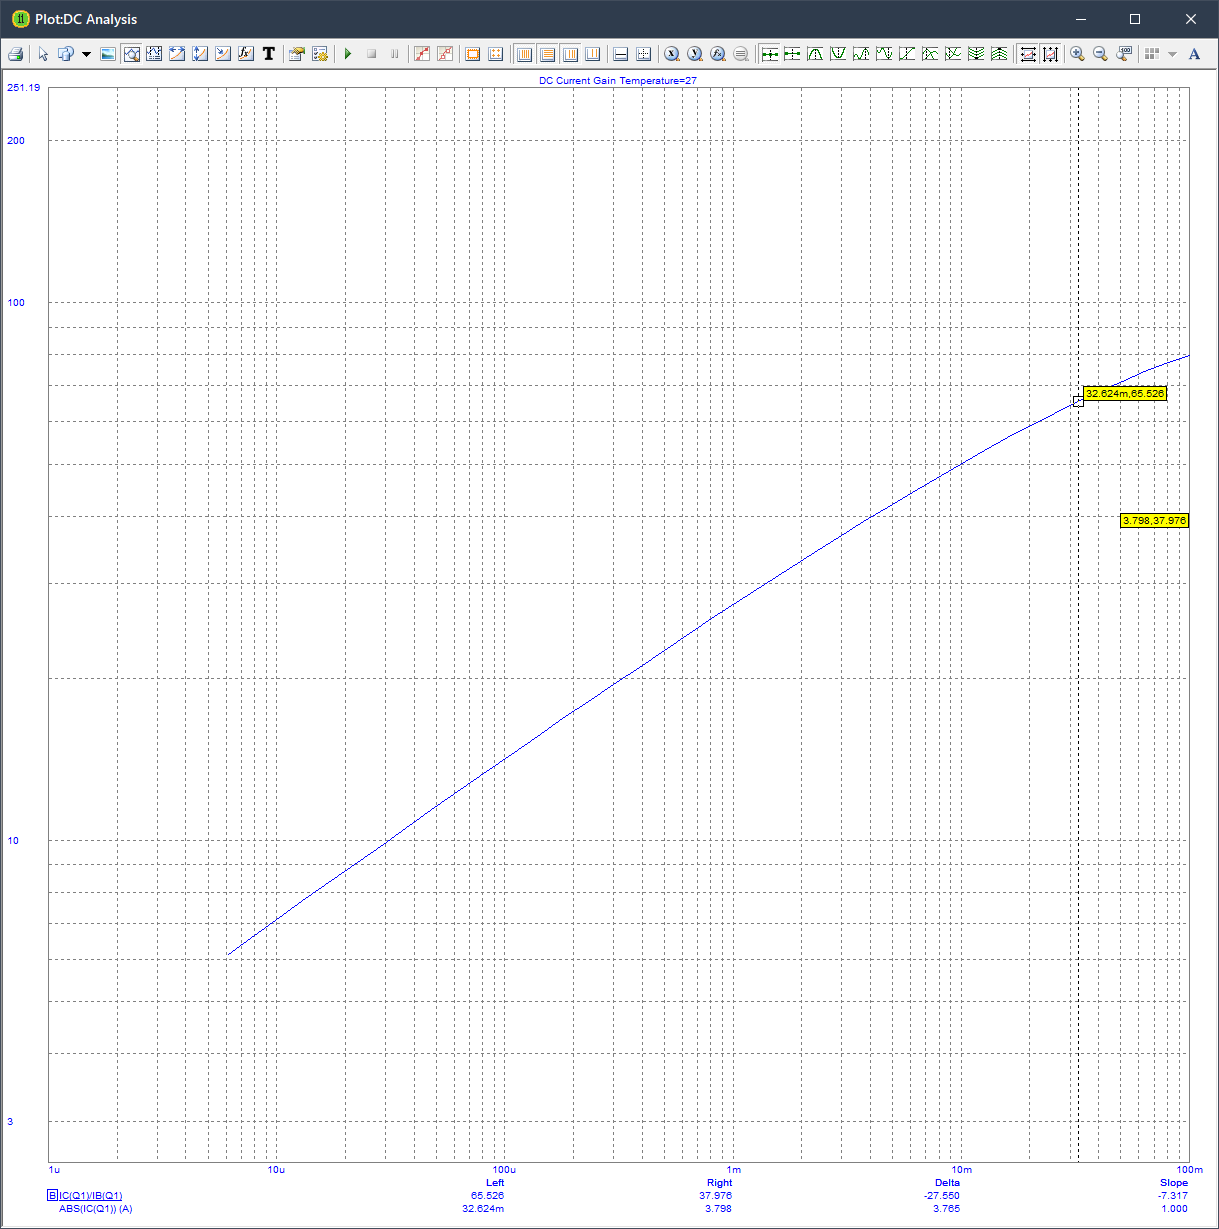 Plot:DC Analysis
DC Current Gain Temperature=27
251.19
200
100
32.624m,65.526
3.798,37.976
10
3
1u 10u 100u 1m 10m 100m
Left Right Delta Slope
B IC(Q1)/IB(Q1) 65.526 37.976 -27.550 -7.317
ABS(IC(Q1)) (A) 32.624m 3.798 3.765 1.000